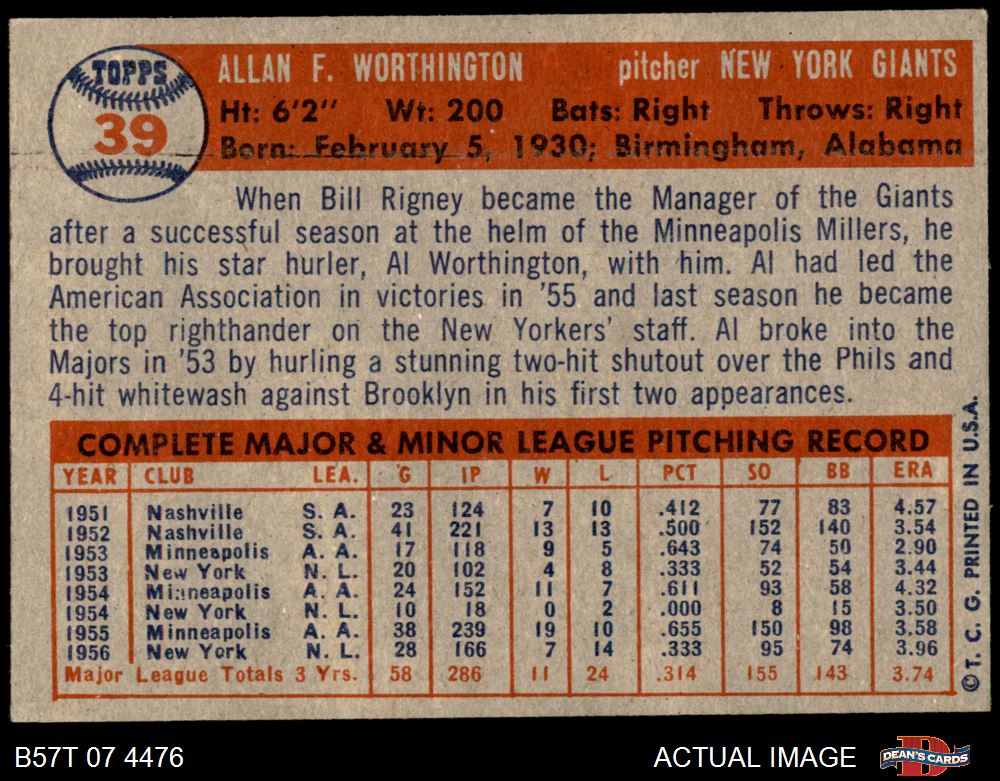 TOPPS
39
ALLAN F. WORTHINGTON pitcher NEW YORK GIANTS
Ht: 6'2" Wt: 200 Bats: Right Throws: Right
Born: February 5, 1930; Birmingham, Alabama
When Bill Rigney became the Manager of the Giants
after a successful season at the helm of the Minneapolis Millers, he
brought his star hurler, Al Worthington, with him. Al had led the
American Association in victories in '55 and last season he became
the top righthander on the New Yorkers' staff. Al broke into the
Majors in '53 by hurling a stunning two-hit shutout over the Phils and
4-hit whitewash against Brooklyn in his first two appearances.
COMPLETE MAJOR & MINOR LEAGUE PITCHING RECORD
YEAR CLUB LEA. G IP W L PCT SO BB ERA
1951 Nashville S. A. 23 124 7 10 .412 77 83 4.57
1952 Nashville S. A. 41 221 13 13 .500 152 140 3.54
1953 Minneapolis A. A. 17 118 9 5 .643 74 50 2.90
1953 New York N. L. 20 102 4 8 .333 52 54 3.44
1954 Minneapolis A. A. 24 152 11 7 .611 93 58 4.32
1954 New York N. L. 10 18 0 2 .000 8 15 3.50
1955 Minneapolis A. A. 38 239 19 10 .655 150 98 3.58
1956 New York N. L. 28 166 7 14 .333 95 74 3.96
Major League Totals 3 Yrs. 58 286 11 24 .314 155 143 3.74
© T. C. G. PRINTED IN U.S.A.
B57T 07 4476 ACTUAL IMAGE DEAN'S CARDS